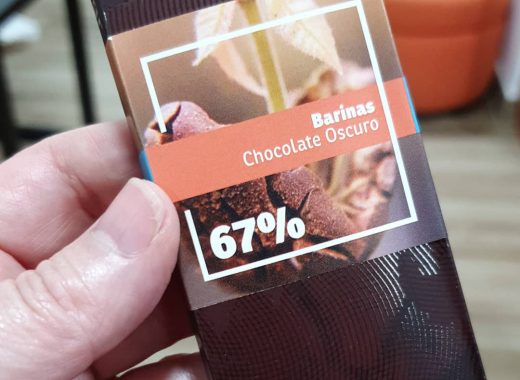 Barinas
Chocolate Oscuro
67%